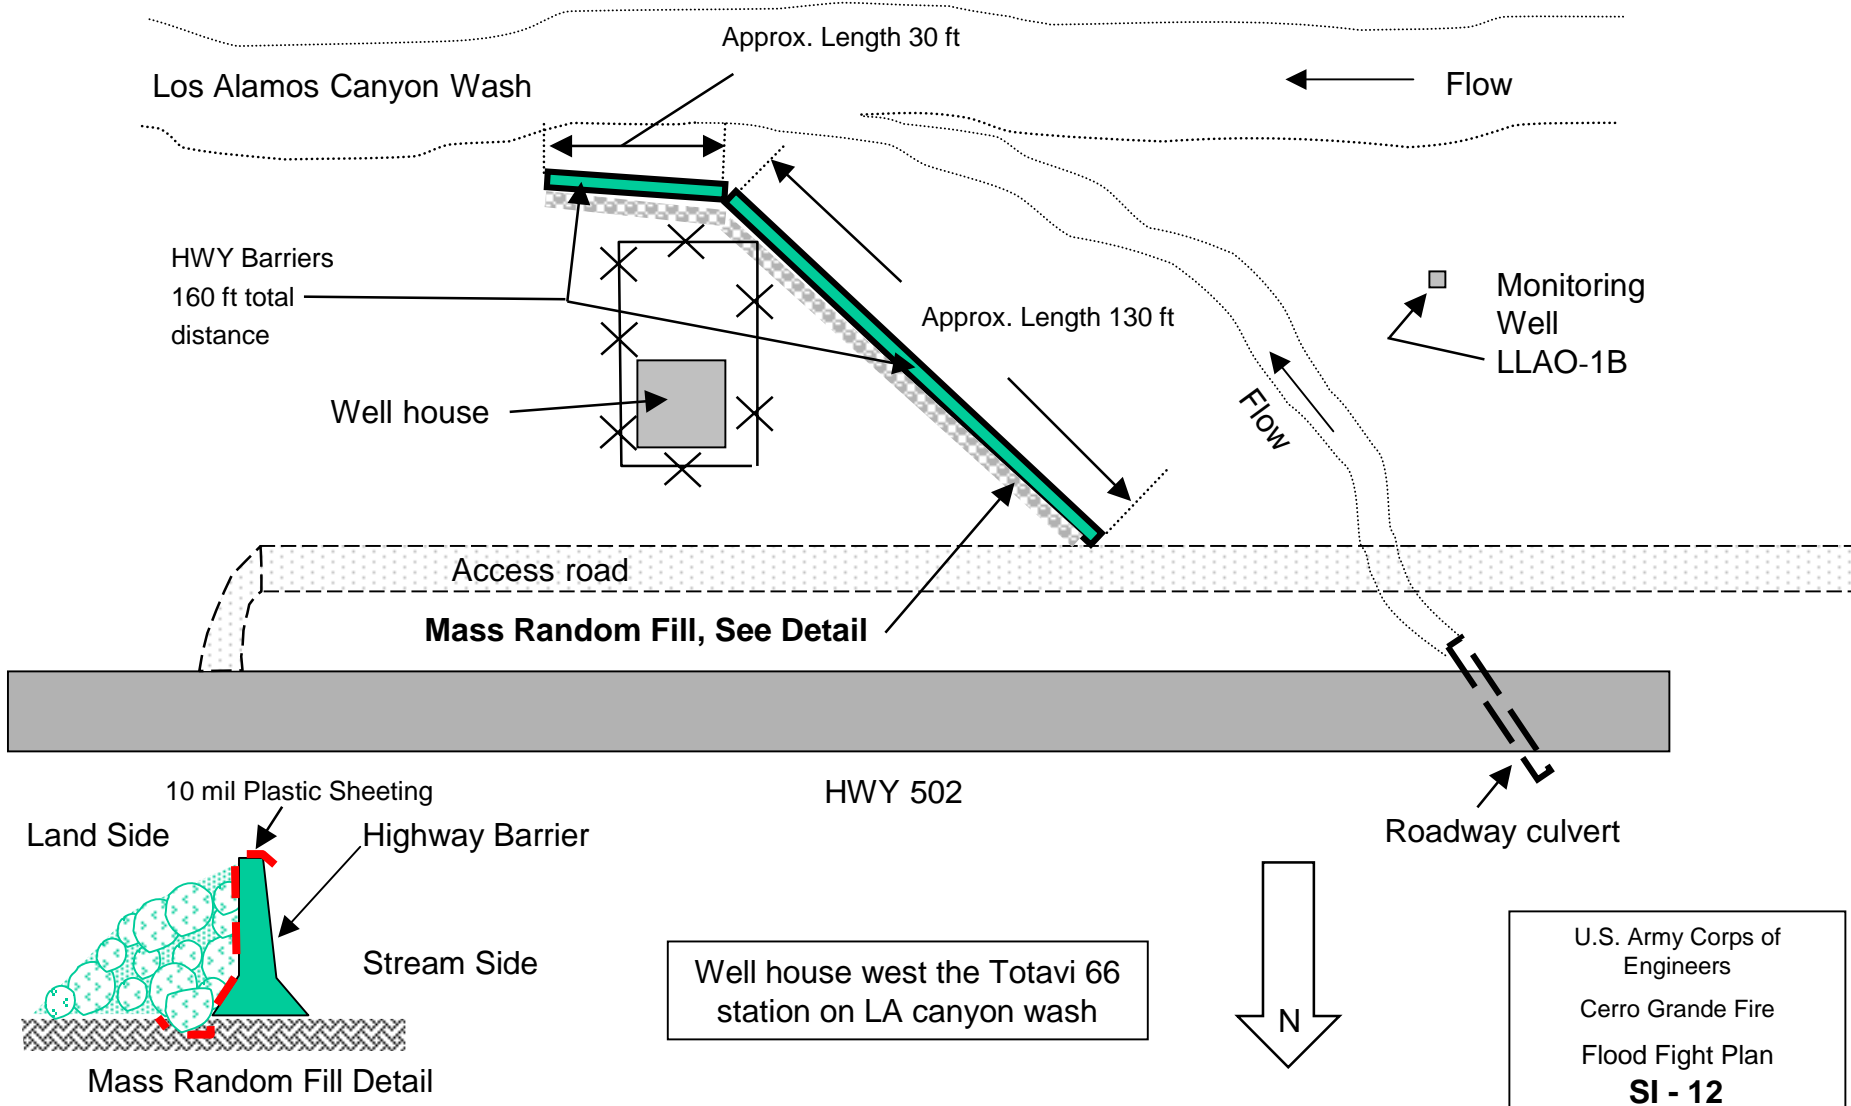 Approx. Length 30 ft
Los Alamos Canyon Wash
Flow
HWY Barriers
160 ft total
distance
Approx. Length 130 ft
Monitoring
Well
LLAO-1B
Well house
Flow
Access road
Mass Random Fill, See Detail
HWY 502
10 mil Plastic Sheeting
Land Side
Highway Barrier
Roadway culvert
Stream Side
Well house west the Totavi 66
station on LA canyon wash
N
Mass Random Fill Detail
U.S. Army Corps of
Engineers
Cerro Grande Fire
Flood Fight Plan
SI - 12